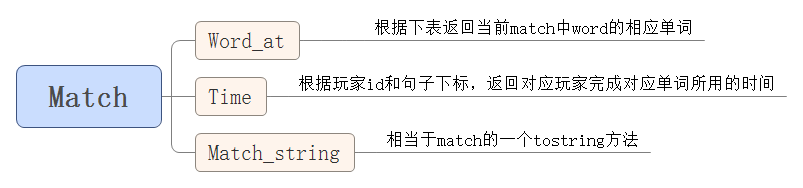 Match
Word_at
根据下表返回当前match中word的相应单词
Time
根据玩家id和句子下标，返回对应玩家完成对应单词所用的时间
Match_string
相当于match的一个tostring方法